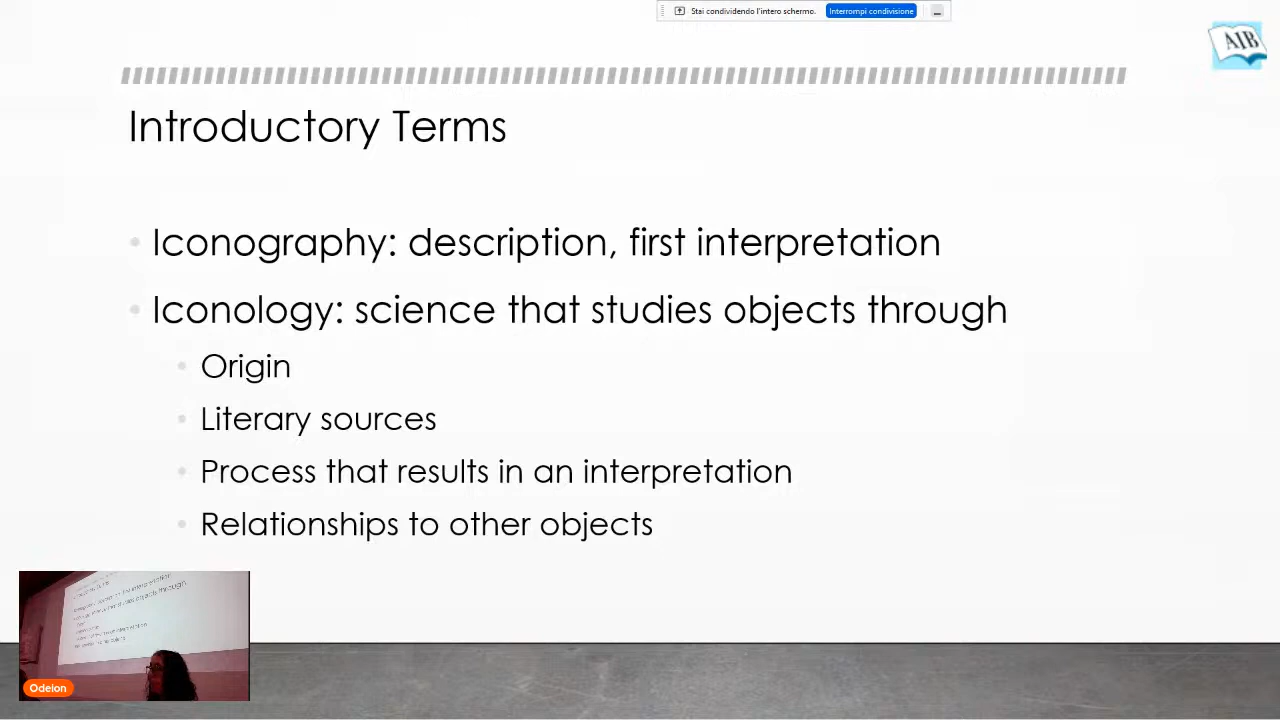 Stai condividendo l'intero schermo. Interrompi condivisione
AIB
Introductory Terms
Iconography: description, first interpretation
Iconology: science that studies objects through
Origin
Literary sources
Process that results in an interpretation
Relationships to other objects
Odeion